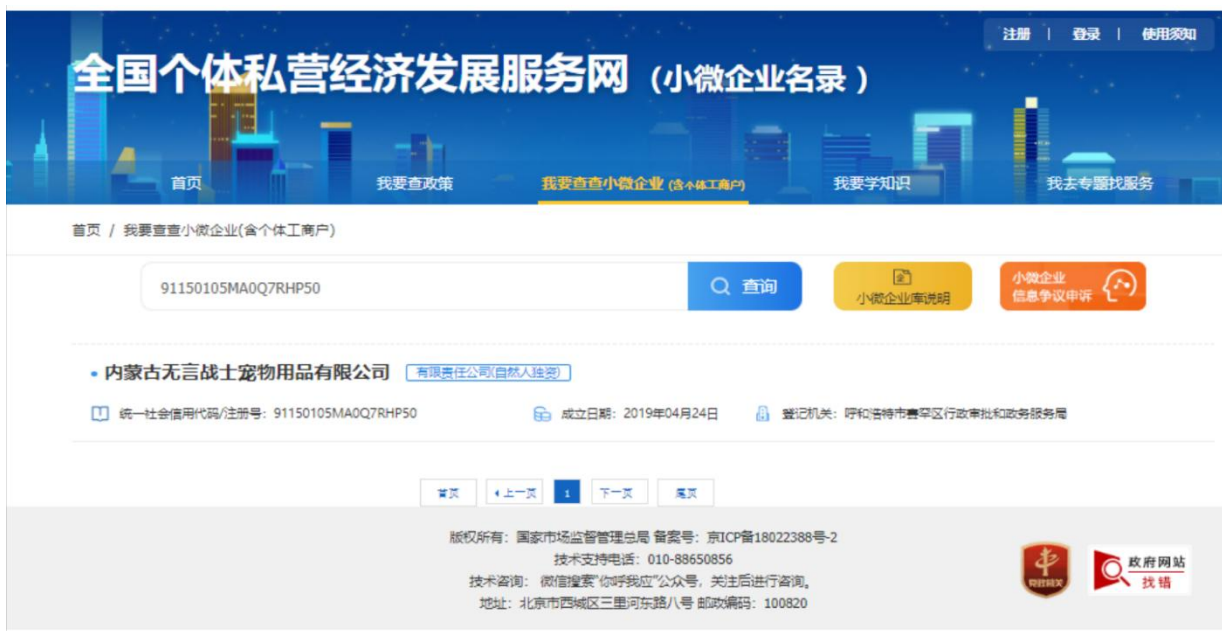 注册 | 登录 | 使用须知
全国个体私营经济发展服务网（小微企业名录）
首页 我要查政策 我要查查小微企业 (含个体工商户) 我要学知识 我去专题找服务
首页 / 我要查查小微企业(含个体工商户)
91150105MA0Q7RHP50 查询 小微企业库说明 小微企业
信息争议申诉
内蒙古无言战士宠物用品有限公司 有限责任公司(自然人独资)
统一社会信用代码/注册号: 91150105MA0Q7RHP50 成立日期: 2019年04月24日 登记机关: 呼和浩特市赛罕区行政审批和政务服务局
首页 上一页 1 下一页 尾页
版权所有: 国家市场监督管理总局 备案号: 京ICP备18022388号-2
技术支持电话: 010-88650856
技术咨询: 微信搜索"你呼我应"公众号，关注后进行咨询。
地址: 北京市西城区三里河东路八号 邮政编码: 100820
党政机关
政府网站
找错